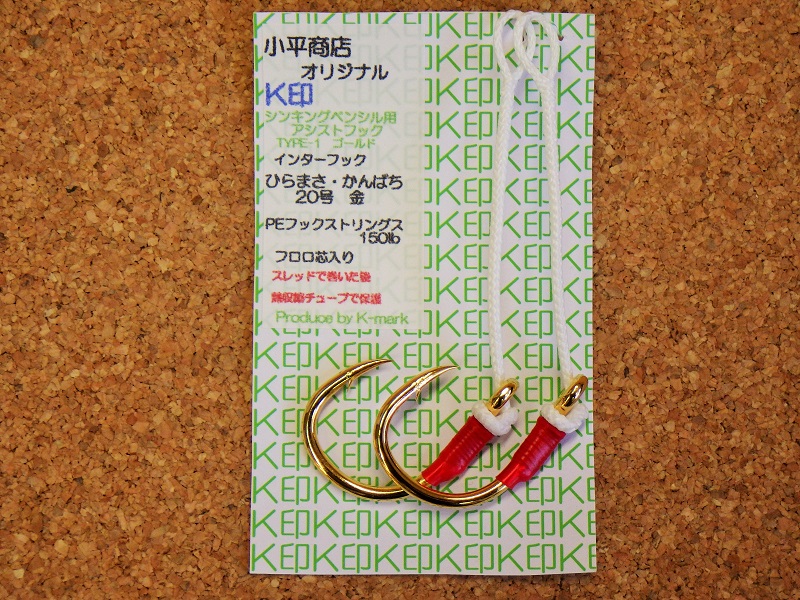 小平商店
オリジナル
K印
シンキングペンシル用
アシストフック
TYPE-1 ゴールド
インターフック
ひらまさ・かんぱち
20号 金
PEフックストリングス
150lb
フロロ芯入り
スレッドで巻いた後
熱収縮チューブで保護
Produce by K-mark